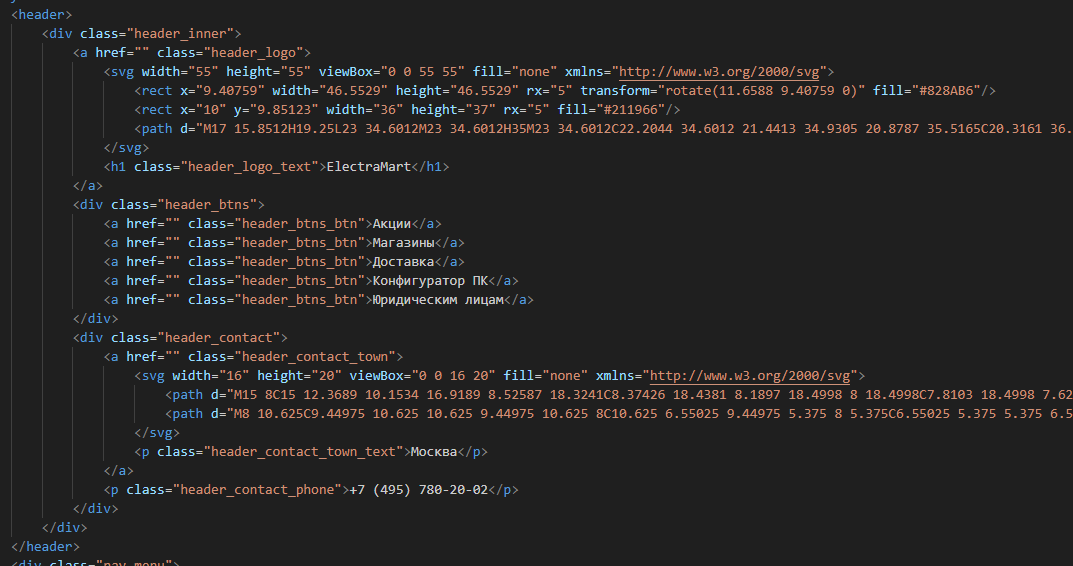 <header>
<div class="header_inner">
<a href="" class="header_logo">
<svg width="55" height="55" viewBox="0 0 55 55" fill="none" xmlns="http://www.w3.org/2000/svg">
<rect x="9.40759" width="46.5529" height="46.5529" rx="5" transform="rotate(11.6588 9.40759 0)" fill="#828AB6"/>
<rect x="10" y="9.85123" width="36" height="37" rx="5" fill="#211966"/>
<path d="M17 15.8512H19.25L23 34.6012M23 34.6012H35M23 34.6012C22.2044 34.6012 21.4413 34.9305 20.8787 35.5165C20.3161 36.
</svg>
<h1 class="header_logo_text">ElectraMart</h1>
</a>
<div class="header_btns">
<a href="" class="header_btns_btn">Акции</a>
<a href="" class="header_btns_btn">Магазины</a>
<a href="" class="header_btns_btn">Доставка</a>
<a href="" class="header_btns_btn">Конфигуратор ПК</a>
<a href="" class="header_btns_btn">Юридическим лицам</a>
</div>
<div class="header_contact">
<a href="" class="header_contact_town">
<svg width="16" height="20" viewBox="0 0 16 20" fill="none" xmlns="http://www.w3.org/2000/svg">
<path d="M15 8C15 12.3689 10.1534 16.9189 8.52587 18.3241C8.37426 18.4381 8.1897 18.4998 8 18.4998C7.8103 18.4998 7.62
<path d="M8 10.625C9.44975 10.625 10.625 9.44975 10.625 8C10.625 6.55025 9.44975 5.375 8 5.375C6.55025 5.375 5.375 6.5
</svg>
<p class="header_contact_town_text">Москва</p>
</a>
<p class="header_contact_phone">+7 (495) 780-20-02</p>
</div>
</div>
</header>
<div class="nav_menu">